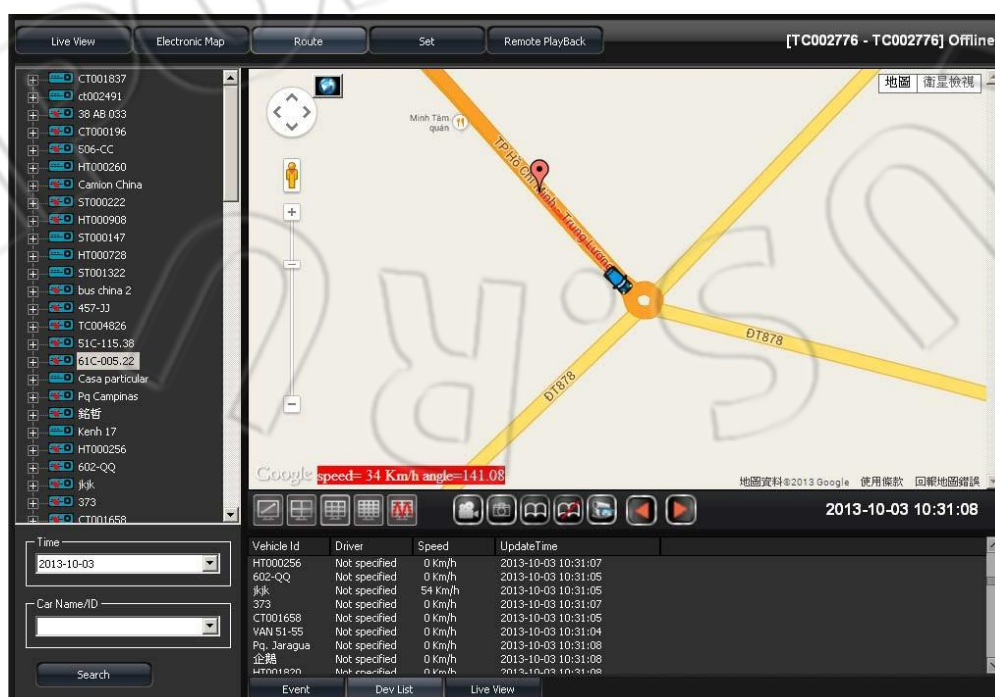 Live View Electronic Map Route Set Remote PlayBack [TC002776 - TC002776] Offline
CT001837
ct002491
38 AB 033
CT000196
506-CC
HT000260
Camion China
ST000222
HT000908
ST000147
HT000728
ST001322
bus china 2
457-JJ
TC004826
51C-115.38
61C-005.22
Casa particular
Pq Campinas
銘哲
Kenh 17
HT000256
602-QQ
jkjk
373
CT001658
地圖 衛星檢視
Minh Tâm
quán
TP Hồ Chí Minh - Trung Lương
ĐT878
ĐT878
Google speed= 34 Km/h angle=141.08
地圖資料©2013 Google 使用條款 回報地圖錯誤
2013-10-03 10:31:08
Time
2013-10-03
Car Name/ID
Search
Vehicle Id Driver Speed UpdateTime
HT000256 Not specified 0 Km/h 2013-10-03 10:31:07
602-QQ Not specified 0 Km/h 2013-10-03 10:31:05
jkjk Not specified 54 Km/h 2013-10-03 10:31:05
373 Not specified 0 Km/h 2013-10-03 10:31:07
CT001658 Not specified 0 Km/h 2013-10-03 10:31:05
VAN 51-55 Not specified 0 Km/h 2013-10-03 10:31:04
Pq. Jaragua Not specified 0 Km/h 2013-10-03 10:31:08
企鵝 Not specified 0 Km/h 2013-10-03 10:31:08
HT001820 Not specified 0 Km/h 2013-10-03 10:31:08
Event Dev List Live View